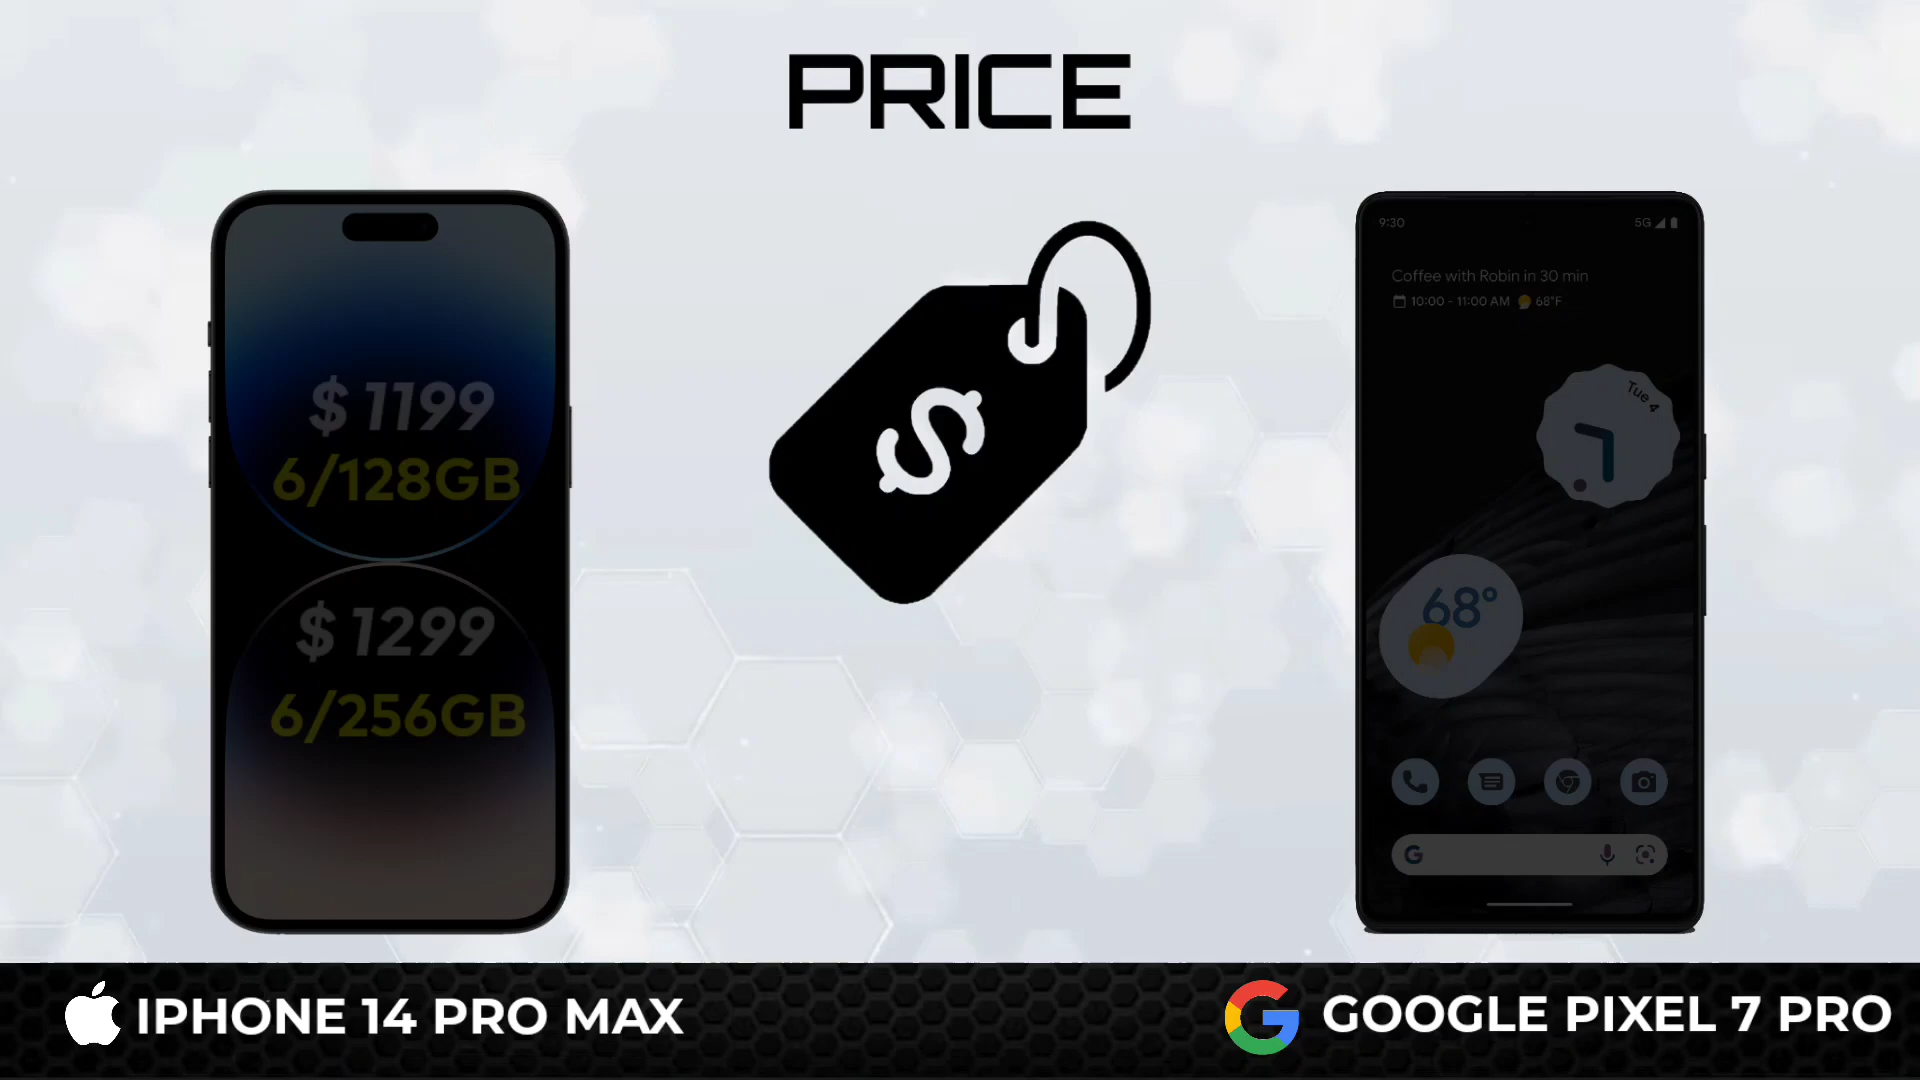 PRICE
$ 1199
6/128GB
$ 1299
6/256GB
$
9:30
5G
Coffee with Robin in 30 min
10:00 - 11:00 AM 68°F
Tue 4
68°
G
IPHONE 14 PRO MAX
G
GOOGLE PIXEL 7 PRO